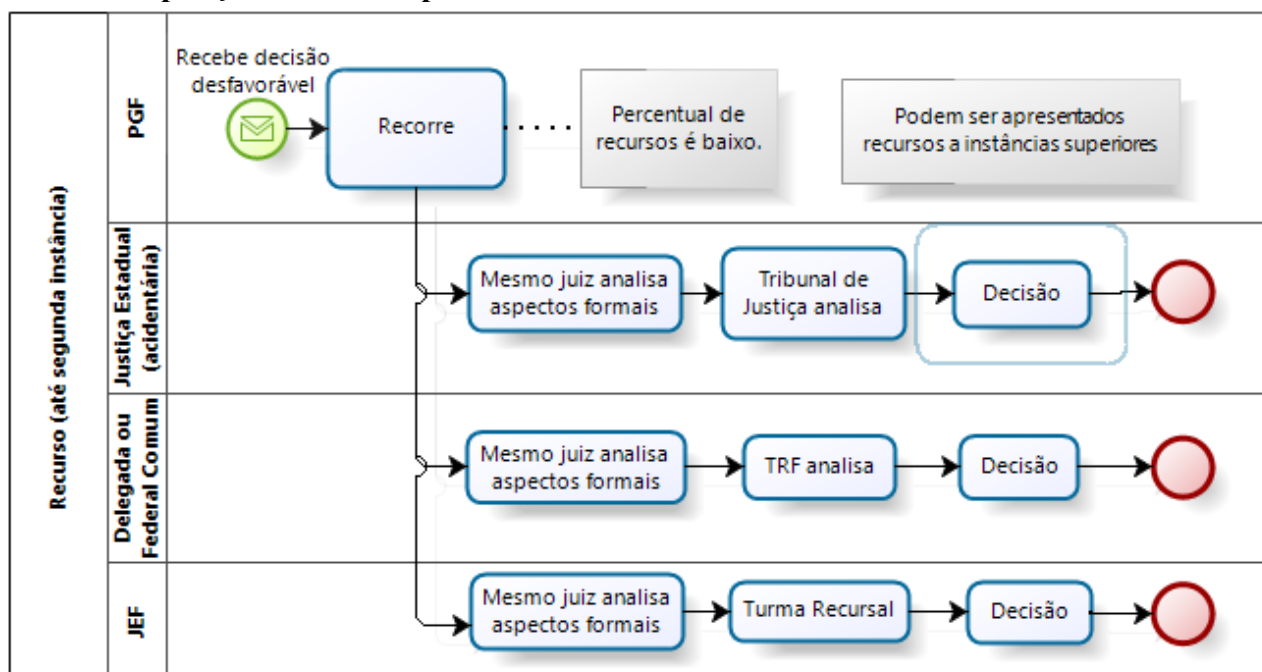 Recurso (até segunda instância)
PGF
Recebe decisão
desfavorável
Recorre
Percentual de
recursos é baixo.
Podem ser apresentados
recursos a instâncias superiores
Justiça Estadual
(acidentária)
Mesmo juiz analisa
aspectos formais
Tribunal de
Justiça analisa
Decisão
Delegada ou
Federal Comum
Mesmo juiz analisa
aspectos formais
TRF analisa
Decisão
JEF
Mesmo juiz analisa
aspectos formais
Turma Recursal
Decisão